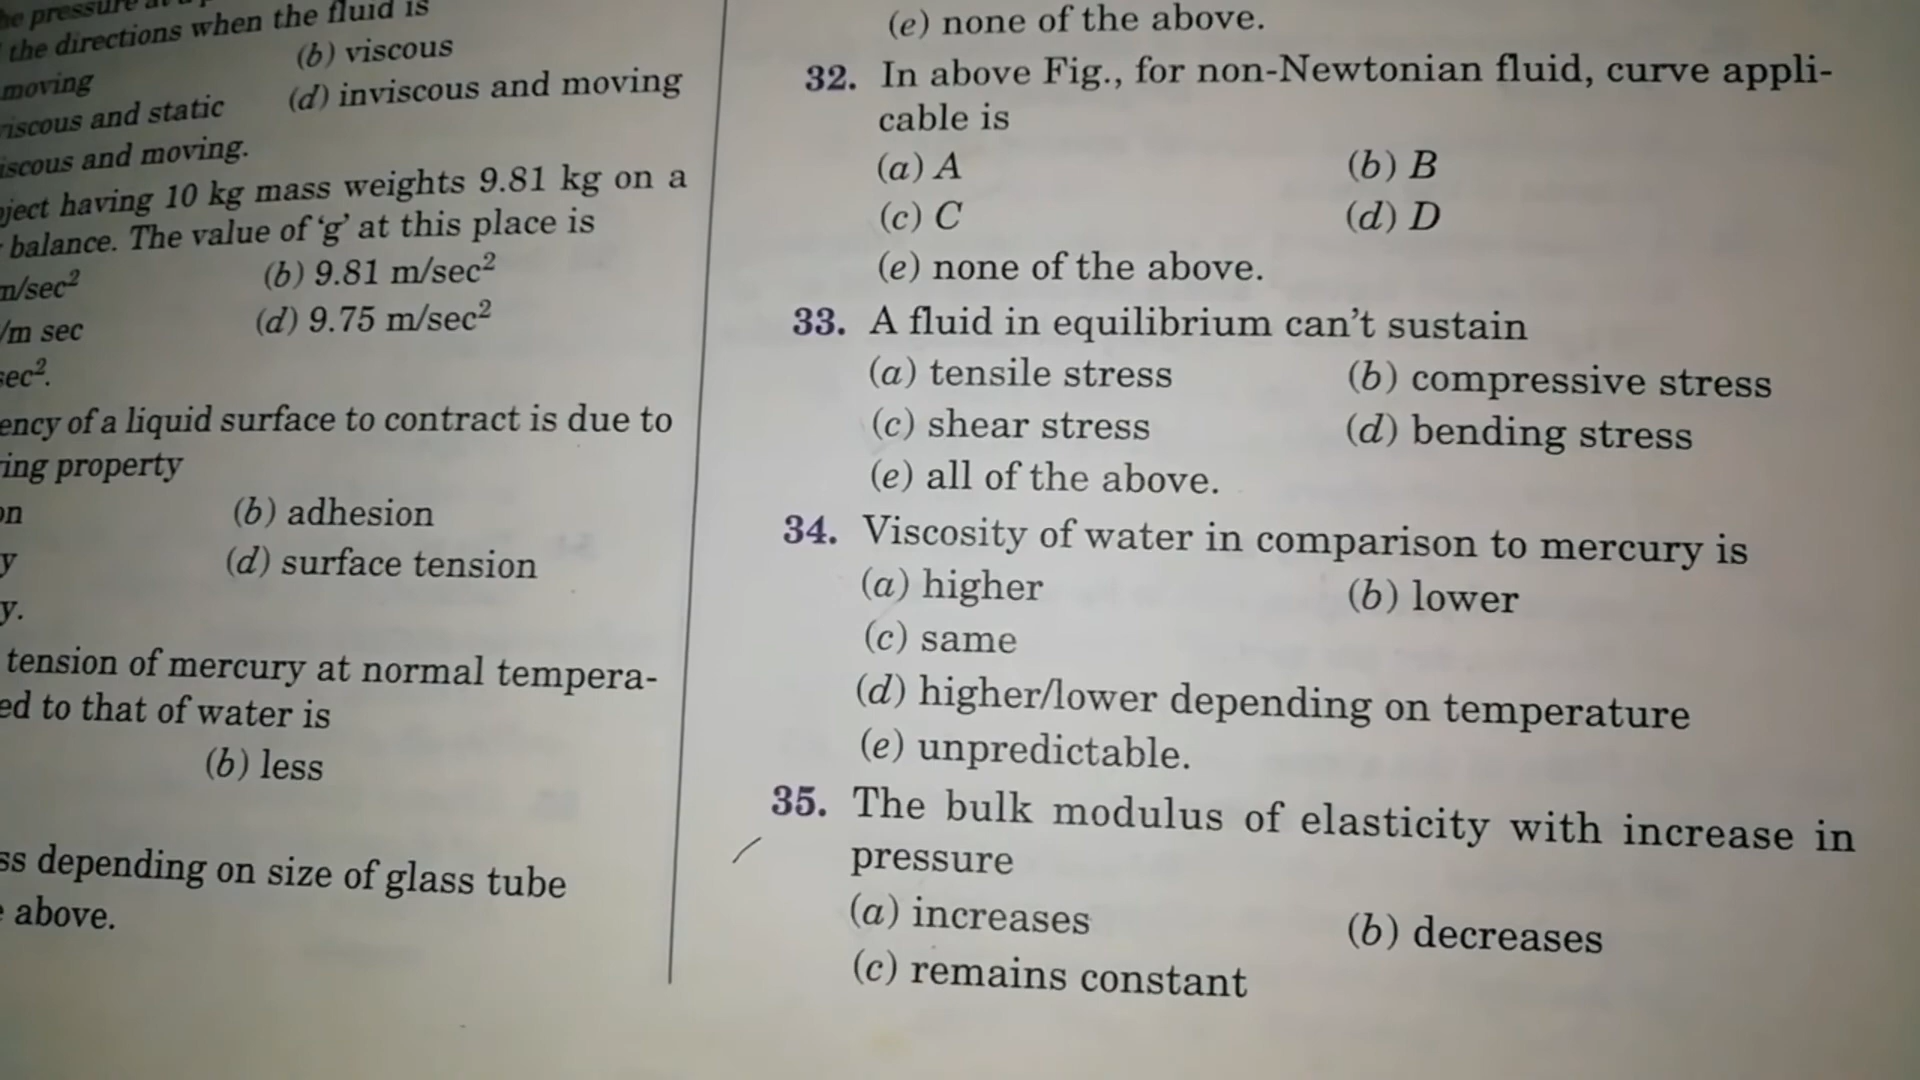 the directions when the fluid is
(b) viscous
moving
(d) inviscous and moving
and static
and moving.
having 10 kg mass weights 9.81 kg on a
balance. The value of ‘g’ at this place is
(b) 9.81 m/sec²
/m sec
(d) 9.75 m/sec²
of a liquid surface to contract is due to
property
(b) adhesion
(d) surface tension
tension of mercury at normal tempera-
to that of water is
(b) less
depending on size of glass tube
above.
(e) none of the above.
32. In above Fig., for non-Newtonian fluid, curve appli-
cable is
(a) A (b) B
(c) C (d) D
(e) none of the above.
33. A fluid in equilibrium can’t sustain
(a) tensile stress (b) compressive stress
(c) shear stress (d) bending stress
(e) all of the above.
34. Viscosity of water in comparison to mercury is
(a) higher (b) lower
(c) same
(d) higher/lower depending on temperature
(e) unpredictable.
35. The bulk modulus of elasticity with increase in
pressure
(a) increases (b) decreases
(c) remains constant